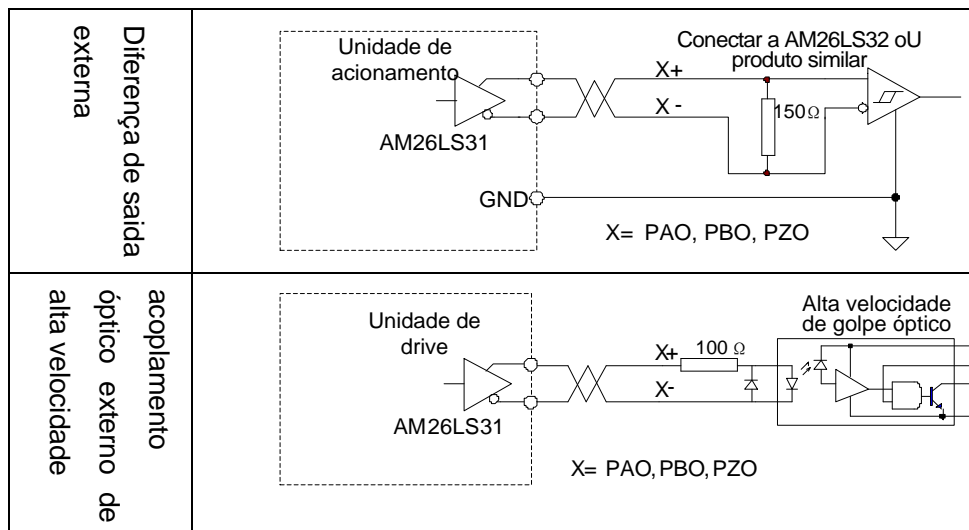 Diferença de saida
externa
Unidade de
acionamento
AM26LS31
X+
X -
Conectar a AM26LS32 oU
produto similar
150Ω
GND
X= PAO, PBO, PZO
acoplamento
óptico externo de
alta velocidade
Unidade de
drive
AM26LS31
X+
100 Ω
X-
Alta velocidade
de golpe óptico
X= PAO, PBO, PZO